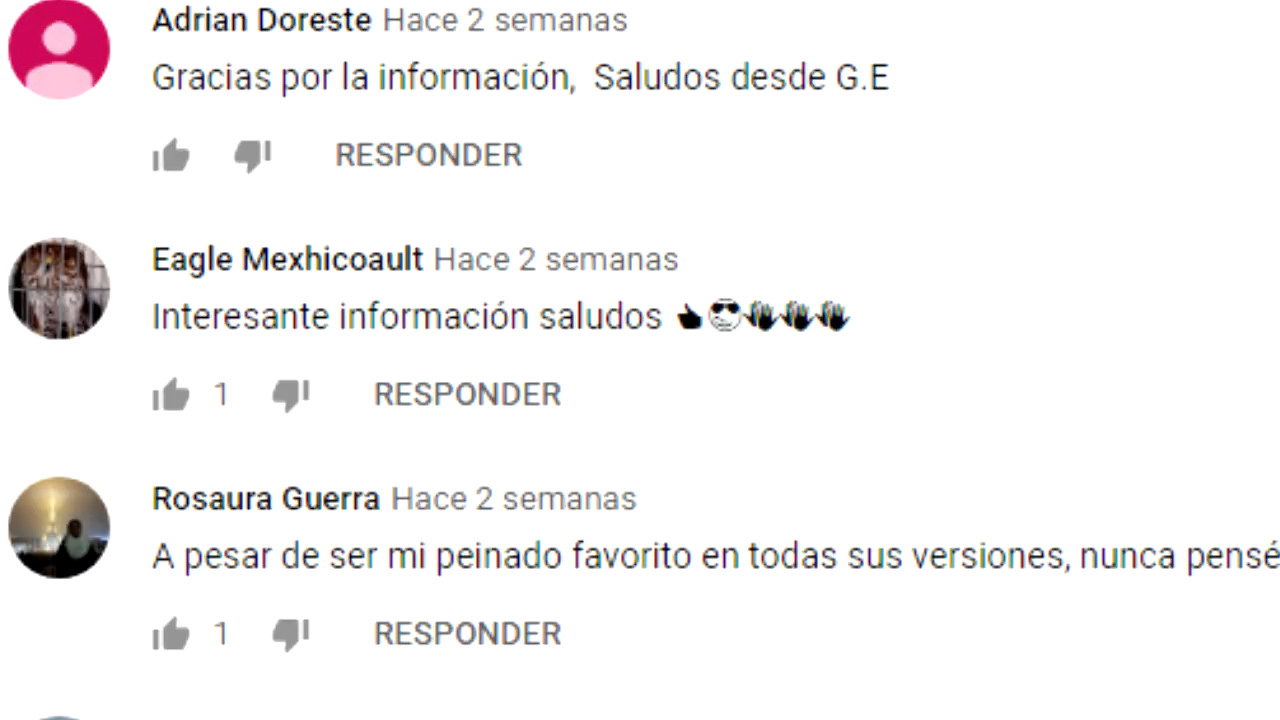 Adrian Doreste Hace 2 semanas
Gracias por la información, Saludos desde G.E
RESPONDER
Eagle Mexhicoault Hace 2 semanas
Interesante información saludos 👍😎👋👋👋
1 RESPONDER
Rosaura Guerra Hace 2 semanas
A pesar de ser mi peinado favorito en todas sus versiones, nunca pensé
1 RESPONDER